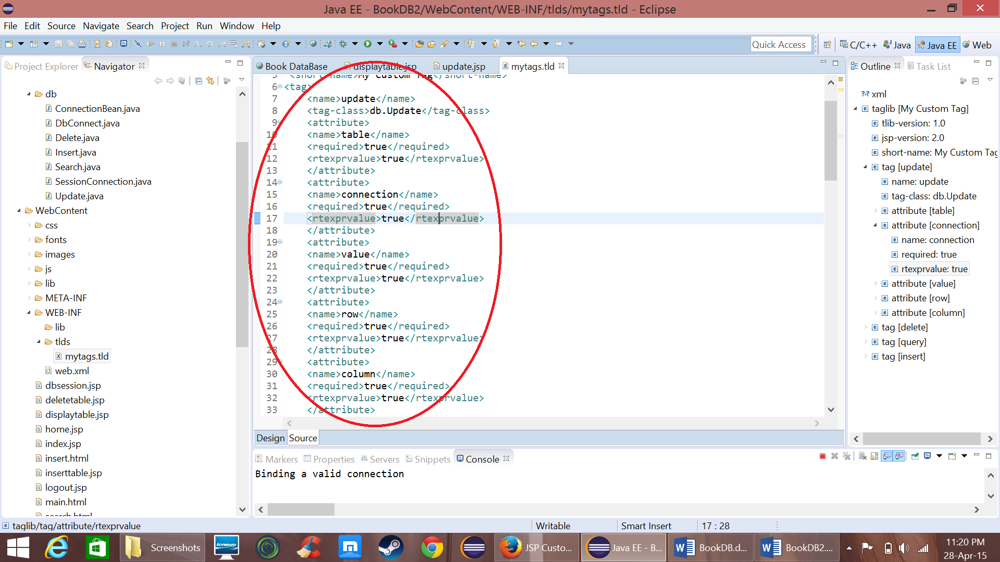 Java EE - BookDB2/WebContent/WEB-INF/tlds/mytags.tld - Eclipse
File Edit Source Navigate Search Project Run Window Help
Quick Access
C/C++ Java Java EE Web
Project Explorer Navigator
db
ConnectionBean.java
DbConnect.java
Delete.java
Insert.java
Search.java
SessionConnection.java
Update.java
WebContent
css
fonts
images
js
lib
META-INF
WEB-INF
lib
tlds
mytags.tld
web.xml
dbsession.jsp
deletetable.jsp
displaytable.jsp
home.jsp
index.jsp
insert.html
inserttable.jsp
logout.jsp
main.html
search.html
Book DataBase displaytable.jsp update.jsp mytags.tld
5 <short-name>My Custom Tag</short-name>
6 <tag>
7 <name>update</name>
8 <tag-class>db.Update</tag-class>
9 <attribute>
10 <name>table</name>
11 <required>true</required>
12 <rtexprvalue>true</rtexprvalue>
13 </attribute>
14 <attribute>
15 <name>connection</name>
16 <required>true</required>
17 <rtexprvalue>true</rtexprvalue>
18 </attribute>
19 <attribute>
20 <name>value</name>
21 <required>true</required>
22 <rtexprvalue>true</rtexprvalue>
23 </attribute>
24 <attribute>
25 <name>row</name>
26 <required>true</required>
27 <rtexprvalue>true</rtexprvalue>
28 </attribute>
29 <attribute>
30 <name>column</name>
31 <required>true</required>
32 <rtexprvalue>true</rtexprvalue>
33 </attribute>
Design Source
Outline Task List
xml
taglib [My Custom Tag]
tlib-version: 1.0
jsp-version: 2.0
short-name: My Custom Tag
tag [update]
name: update
tag-class: db.Update
attribute [table]
attribute [connection]
name: connection
required: true
rtexprvalue: true
attribute [value]
attribute [row]
attribute [column]
tag [delete]
tag [query]
tag [insert]
Markers Properties Servers Snippets Console
Binding a valid connection
taglib/tag/attribute/rtexprvalue
Writable
Smart Insert
17 : 28
Screenshots
lenovo
JSP Custo...
Java EE - B...
BookDB.d...
BookDB2....
11:20 PM
28-Apr-15